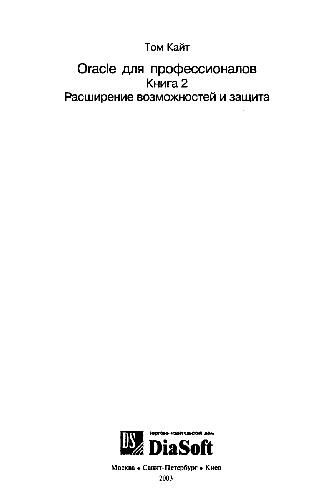 Том Кайт
Oracle для профессионалов
Книга 2
Расширение возможностей и защита
DS
Торгово-издательский дом
DiaSoft
Москва • Санкт-Петербург • Киев
2003